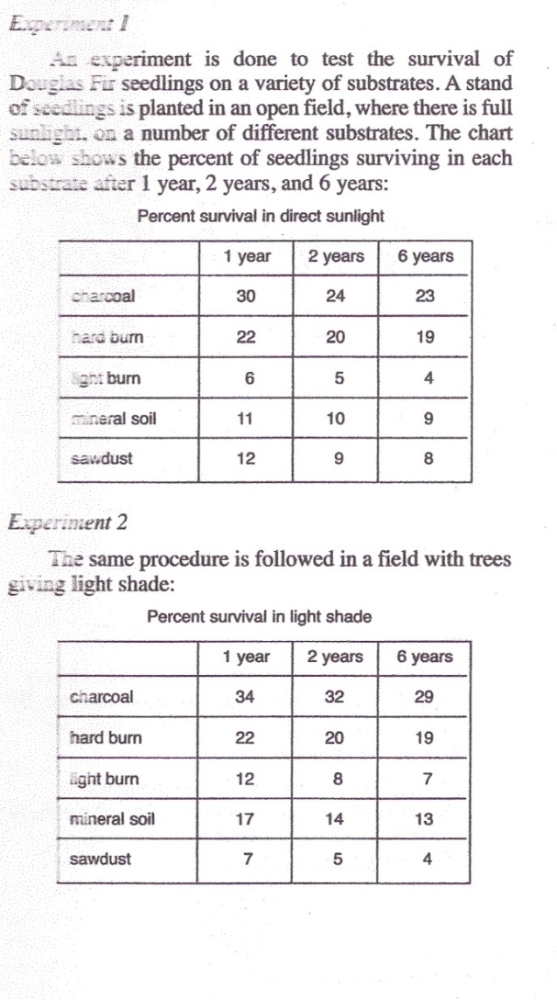 Experiment 1
An experiment is done to test the survival of
Douglas Fir seedlings on a variety of substrates. A stand
of seedlings is planted in an open field, where there is full
sunlight, on a number of different substrates. The chart
below shows the percent of seedlings surviving in each
substrate after 1 year, 2 years, and 6 years:
Percent survival in direct sunlight
1 year 2 years 6 years
charcoal 30 24 23
hard burn 22 20 19
light burn 6 5 4
mineral soil 11 10 9
sawdust 12 9 8
Experiment 2
The same procedure is followed in a field with trees
giving light shade:
Percent survival in light shade
1 year 2 years 6 years
charcoal 34 32 29
hard burn 22 20 19
light burn 12 8 7
mineral soil 17 14 13
sawdust 7 5 4